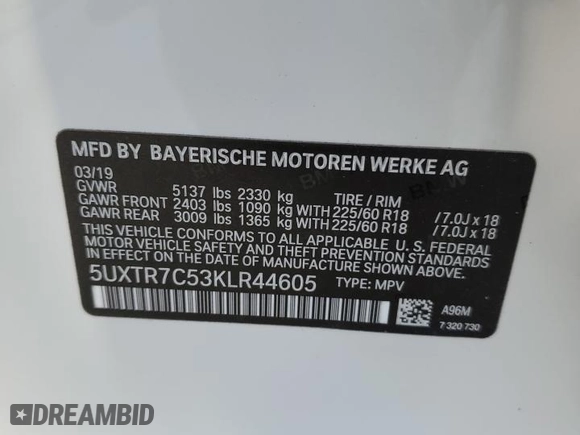 MFD BY BAYERISCHE MOTOREN WERKE AG
03/19
GVWR 5137 lbs 2330 kg TIRE / RIM
GAWR FRONT 2403 lbs 1090 kg WITH 225/60 R18 /7.0J x 18
GAWR REAR 3009 lbs 1365 kg WITH 225/60 R18 /7.0J x 18
THIS VEHICLE CONFORMS TO ALL APPLICABLE U. S. FEDERAL
MOTOR VEHICLE SAFETY AND THEFT PREVENTION STANDARDS
IN EFFECT ON THE DATE OF MANUFACTURE SHOWN ABOVE.
5UXTR7C53KLR44605 TYPE: MPV
A96M
7 320 730
DREAMBID